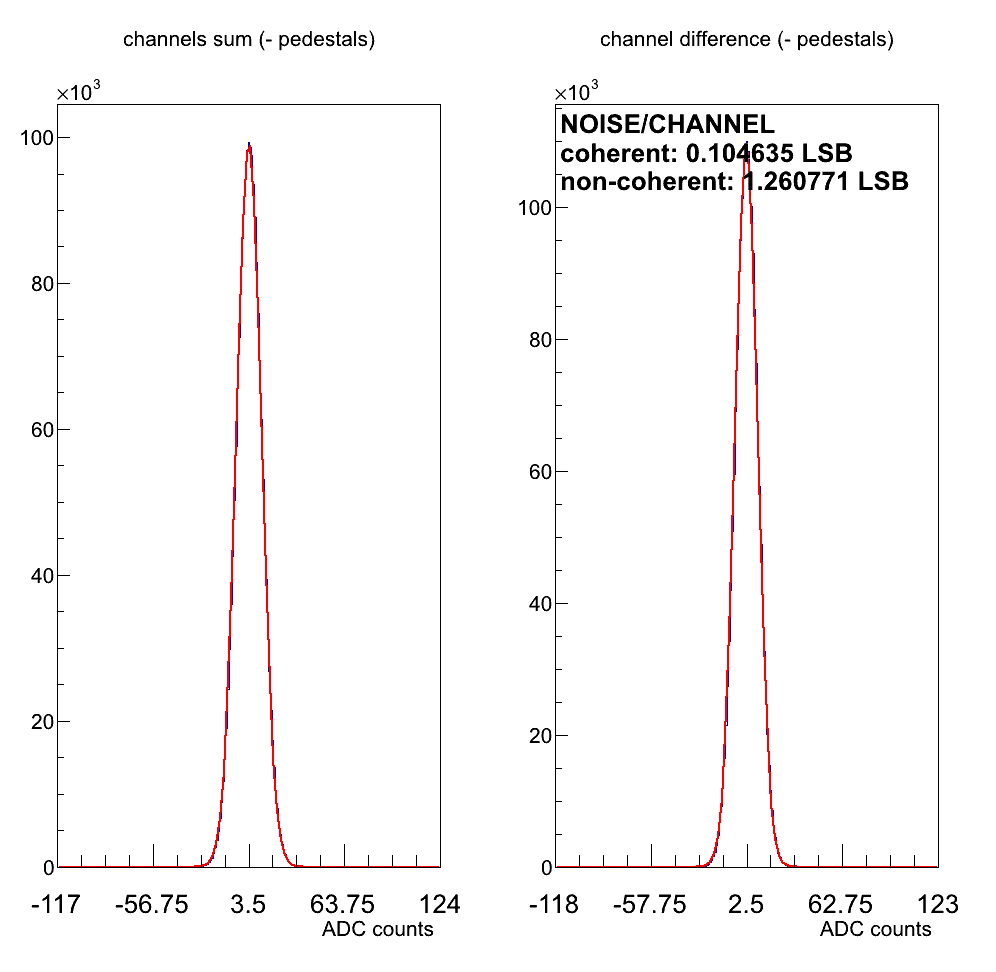 channels sum (- pedestals)
×10³
100
80
60
40
20
0
-117 -56.75 3.5 63.75 124
ADC counts
channel difference (- pedestals)
×10³
NOISE/CHANNEL
coherent: 0.104635 LSB
non-coherent: 1.260771 LSB
100
80
60
40
20
0
-118 -57.75 2.5 62.75 123
ADC counts